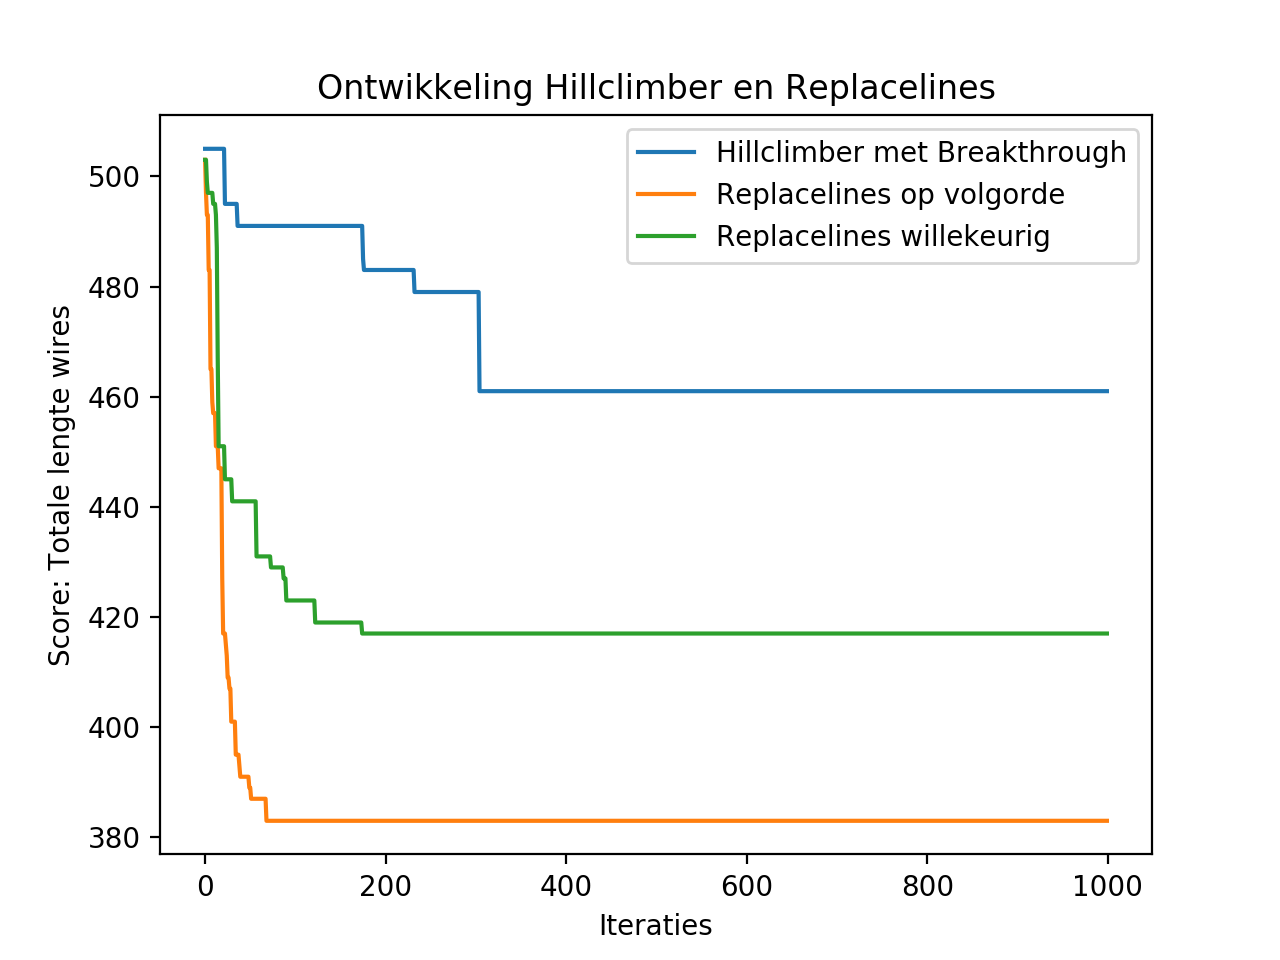 Ontwikkeling Hillclimber en Replacelines
Hillclimber met Breakthrough
Replacelines op volgorde
Replacelines willekeurig
Score: Totale lengte wires
500
480
460
440
420
400
380
0 200 400 600 800 1000
Iteraties